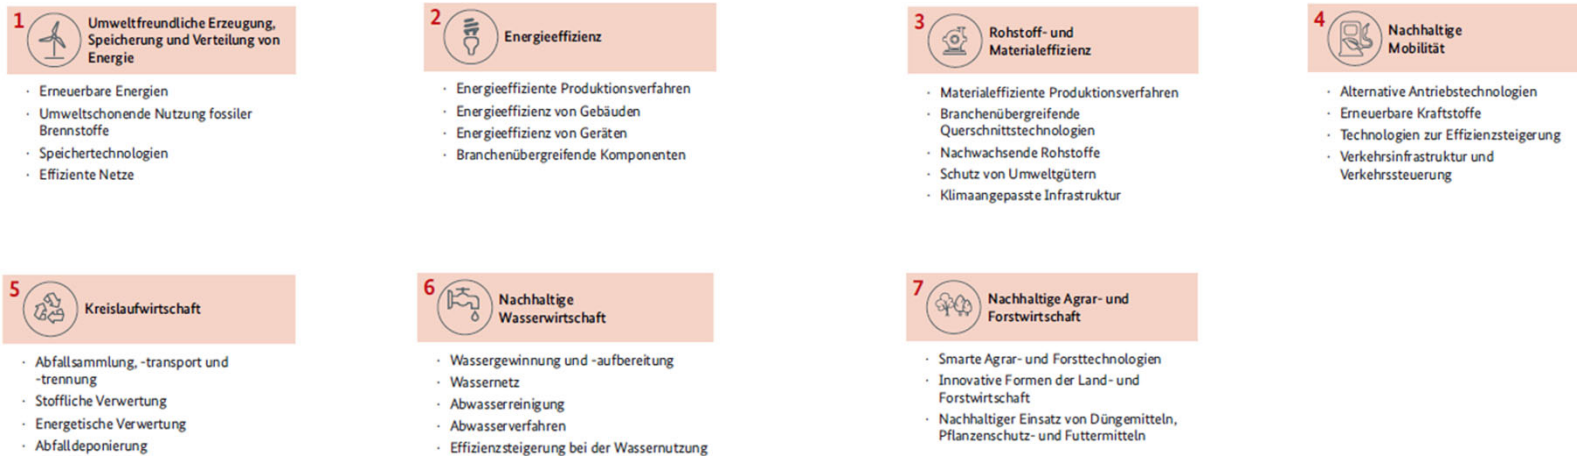 1
Umweltfreundliche Erzeugung,
Speicherung und Verteilung von
Energie
· Erneuerbare Energien
· Umweltschonende Nutzung fossiler
Brennstoffe
· Speichertechnologien
· Effiziente Netze
2
Energieeffizienz
· Energieeffiziente Produktionsverfahren
· Energieeffizienz von Gebäuden
· Energieeffizienz von Geräten
· Branchenübergreifende Komponenten
3
Rohstoff- und
Materialeffizienz
· Materialeffiziente Produktionsverfahren
· Branchenübergreifende
Querschnittstechnologien
· Nachwachsende Rohstoffe
· Schutz von Umweltgütern
· Klimaangepasste Infrastruktur
4
Nachhaltige
Mobilität
· Alternative Antriebstechnologien
· Erneuerbare Kraftstoffe
· Technologien zur Effizienzsteigerung
· Verkehrsinfrastruktur und
Verkehrssteuerung
5
Kreislaufwirtschaft
· Abfallsammlung, -transport und
-trennung
· Stoffliche Verwertung
· Energetische Verwertung
· Abfalldeponierung
6
Nachhaltige
Wasserwirtschaft
· Wassergewinnung und -aufbereitung
· Wassernetz
· Abwasserreinigung
· Abwasserverfahren
· Effizienzsteigerung bei der Wassernutzung
7
Nachhaltige Agrar- und
Forstwirtschaft
· Smarte Agrar- und Forsttechnologien
· Innovative Formen der Land- und
Forstwirtschaft
· Nachhaltiger Einsatz von Düngemitteln,
Pflanzenschutz- und Futtermitteln